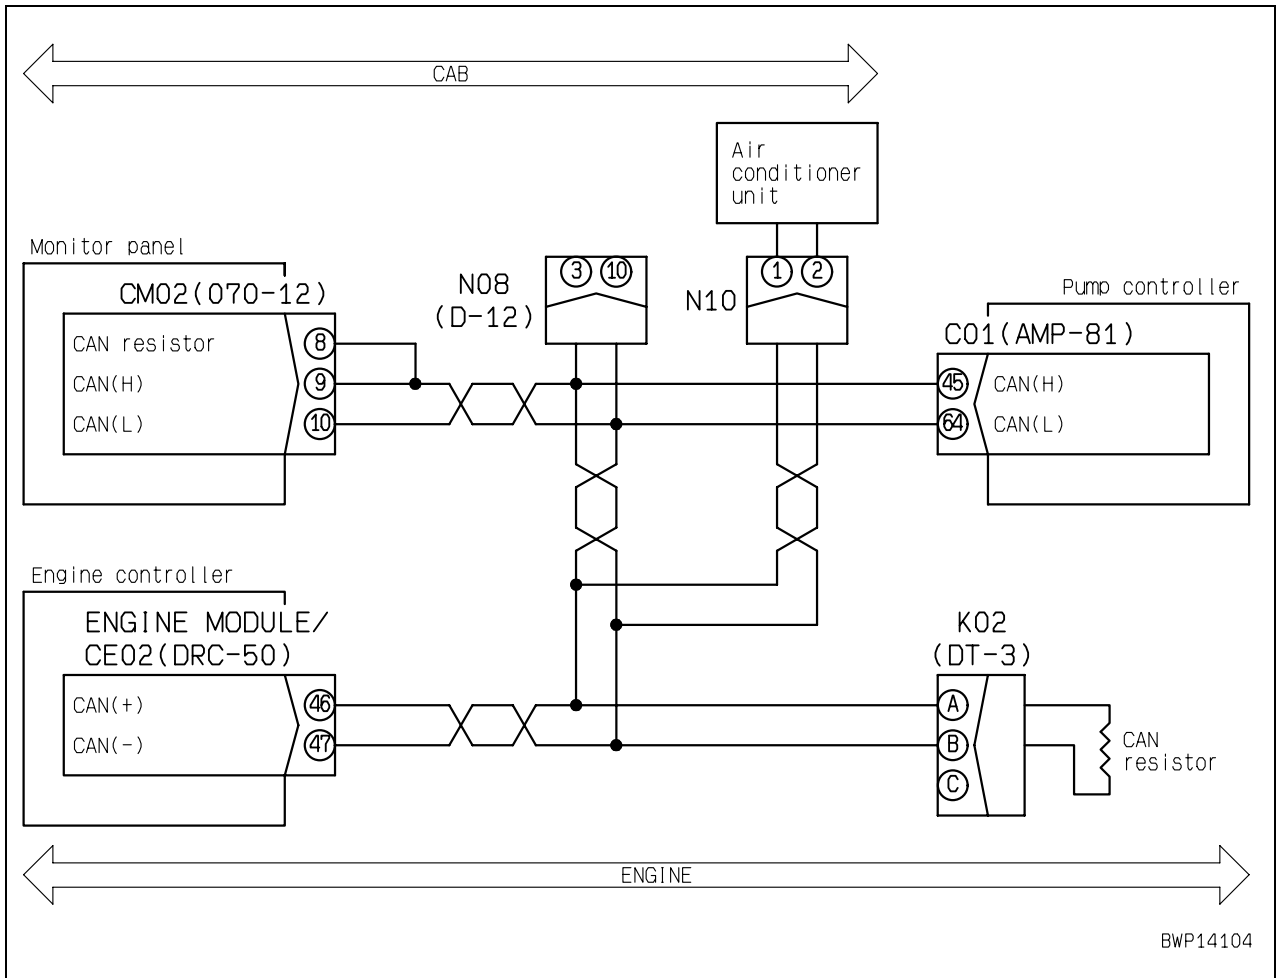 CAB
Air
conditioner
unit
Monitor panel
CM02(070-12)
CAN resistor
8
CAN(H)
9
CAN(L)
10
N08
(D-12)
3 10
N10
1 2
Pump controller
C01(AMP-81)
45 CAN(H)
64 CAN(L)
Engine controller
ENGINE MODULE/
CE02(DRC-50)
CAN(+) 46
CAN(-) 47
K02
(DT-3)
A
B
C
CAN
resistor
ENGINE
BWP14104